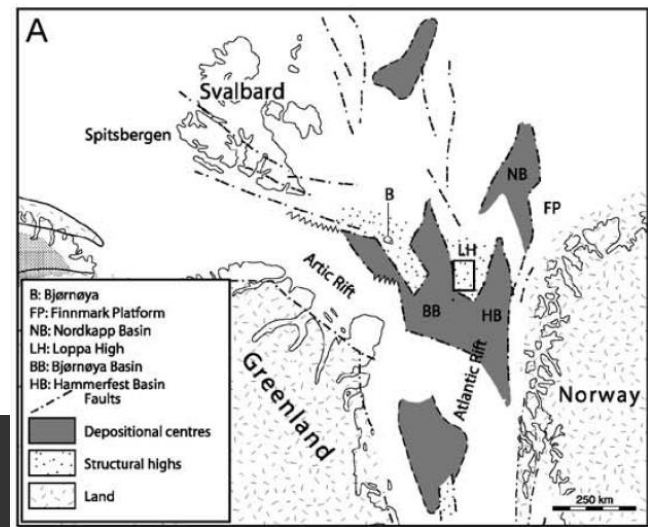 A
Svalbard
Spitsbergen
B
NB
FP
LH
Artic Rift
BB
HB
Atlantic Rift
Greenland
Norway
B: Bjørnøya
FP: Finnmark Platform
NB: Nordkapp Basin
LH: Loppa High
BB: Bjørnøya Basin
HB: Hammerfest Basin
Faults
Depositional centres
Structural highs
Land
250 km